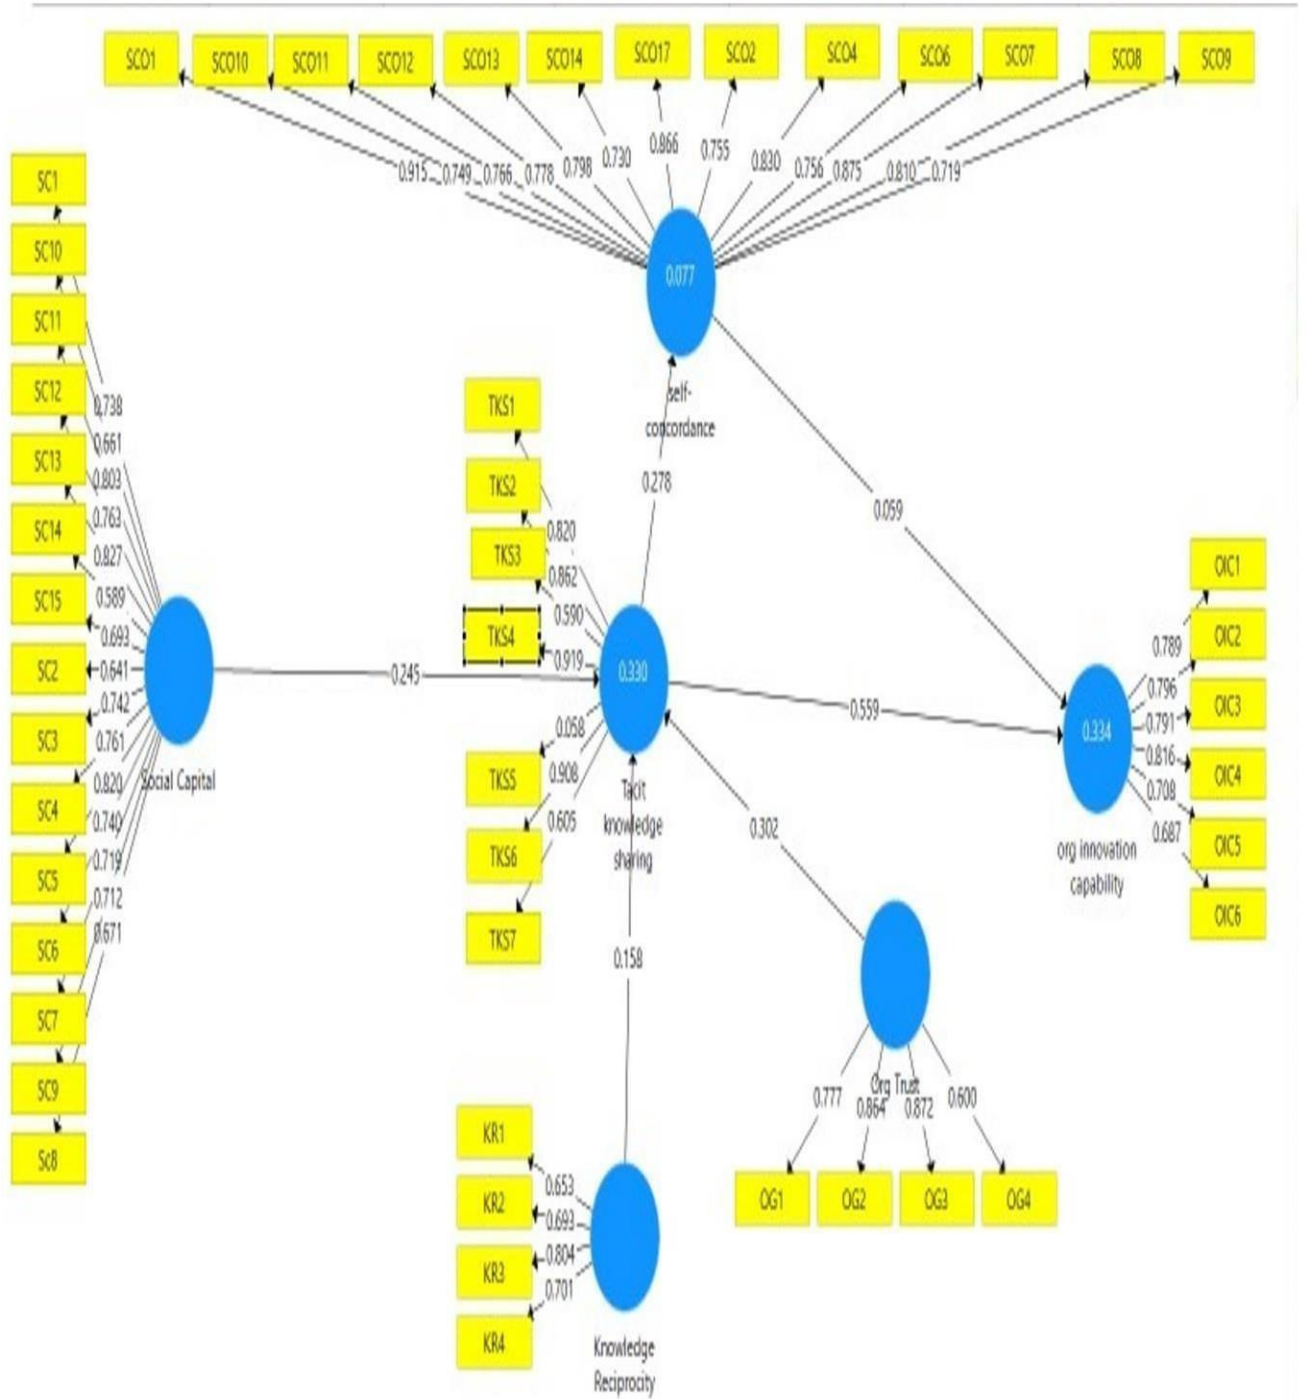 SCO1 SCO10 SCO11 SCO12 SCO13 SCO14 SCO17 SCO2 SCO4 SCO6 SCO7 SCO8 SCO9
0.915 0.749 0.766 0.778 0.798 0.730 0.866 0.755 0.830 0.756 0.875 0.810 0.719
0.077
self-
concordance
SC1
SC10
SC11
SC12
SC13
SC14
SC15
SC2
SC3
SC4
SC5
SC6
SC7
SC9
Sc8
0.738
0.661
0.803
0.763
0.827
0.589
0.693
0.641
0.742
0.761
0.820
0.740
0.719
0.712
0.671
Social Capital
0.245
TKS1
TKS2
TKS3
TKS4
TKS5
TKS6
TKS7
0.820
0.862
0.590
0.919
0.058
0.908
0.605
0.330
Tacit
knowledge
sharing
0.278
0.059
0.559
0.302
0.158
0.334
org innovation
capability
0.789
0.796
0.791
0.816
0.708
0.687
OIC1
OIC2
OIC3
OIC4
OIC5
OIC6
Org Trust
0.777 0.864 0.872 0.600
OG1 OG2 OG3 OG4
KR1
KR2
KR3
KR4
0.653
0.693
0.804
0.701
Knowledge
Reciprocity